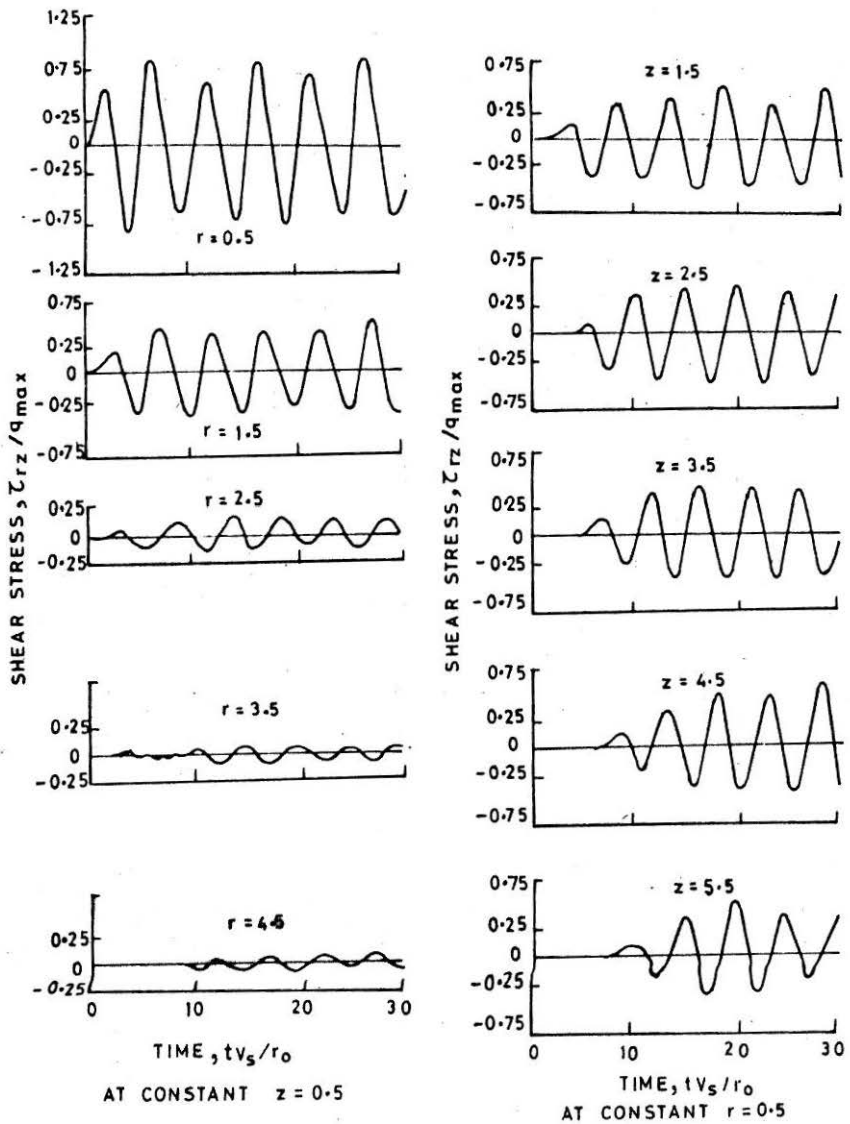 1.25
0.75
0.25
0
-0.25
-0.75
-1.25
r = 0.5
0.75
0.25
0
-0.25
-0.75
r = 1.5
0.25
0
-0.25
r = 2.5
0.25
0
-0.25
r = 3.5
0.25
0
-0.25
r = 4.5
0 10 20 30
SHEAR STRESS, τrz/qmax
TIME, tvs/ro
AT CONSTANT z = 0.5
0.75
0.25
0
-0.25
-0.75
z = 1.5
0.75
0.25
0
-0.25
-0.75
z = 2.5
0.75
0.25
0
-0.25
-0.75
z = 3.5
0.75
0.25
0
-0.25
-0.75
z = 4.5
0.75
0.25
0
-0.25
-0.75
z = 5.5
0 10 20 30
SHEAR STRESS, τrz/qmax
TIME, tvs/ro
AT CONSTANT r = 0.5